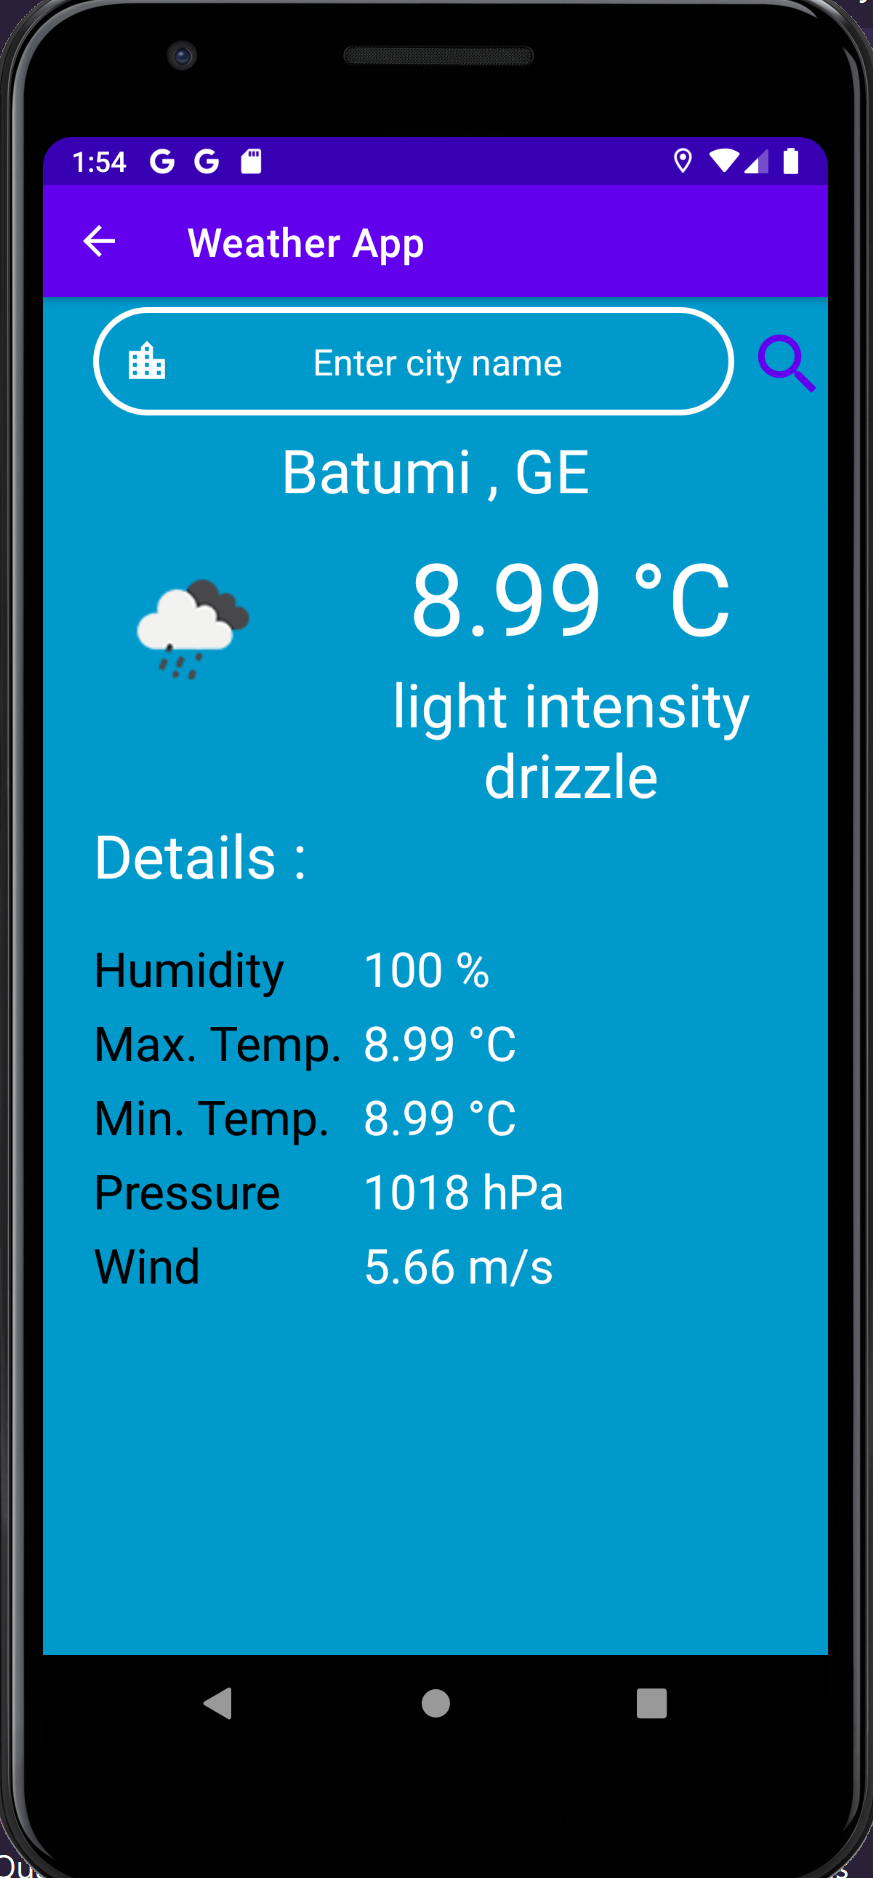 1:54 G G
Weather App
Enter city name
Batumi , GE
8.99 °C
light intensity
drizzle
Details :
Humidity 100 %
Max. Temp. 8.99 °C
Min. Temp. 8.99 °C
Pressure 1018 hPa
Wind 5.66 m/s